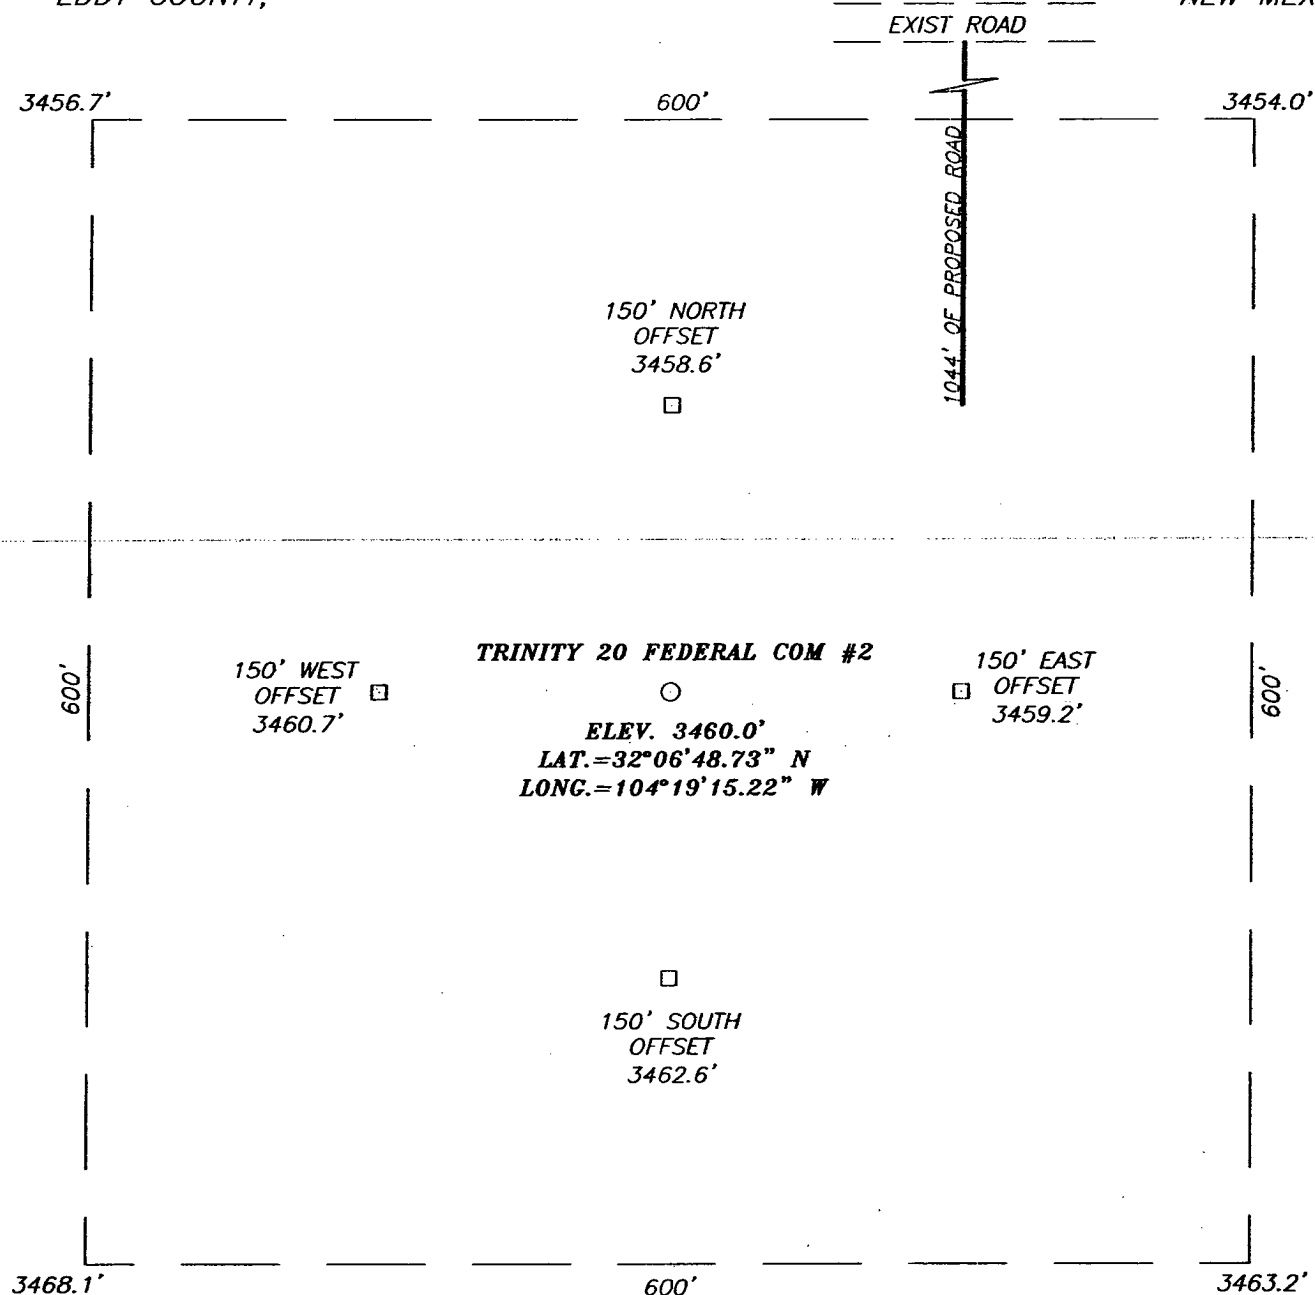 EDDY COUNTY,
EXIST ROAD
3456.7'
600'
3454.0'
1044' OF PROPOSED ROAD
150' NORTH
OFFSET
3458.6'
TRINITY 20 FEDERAL COM #2
150' WEST
OFFSET
3460.7'
150' EAST
OFFSET
3459.2'
600'
600'
ELEV. 3460.0'
LAT.=32°06'48.73" N
LONG.=104°19'15.22" W
150' SOUTH
OFFSET
3462.6'
3468.1'
600'
3463.2'